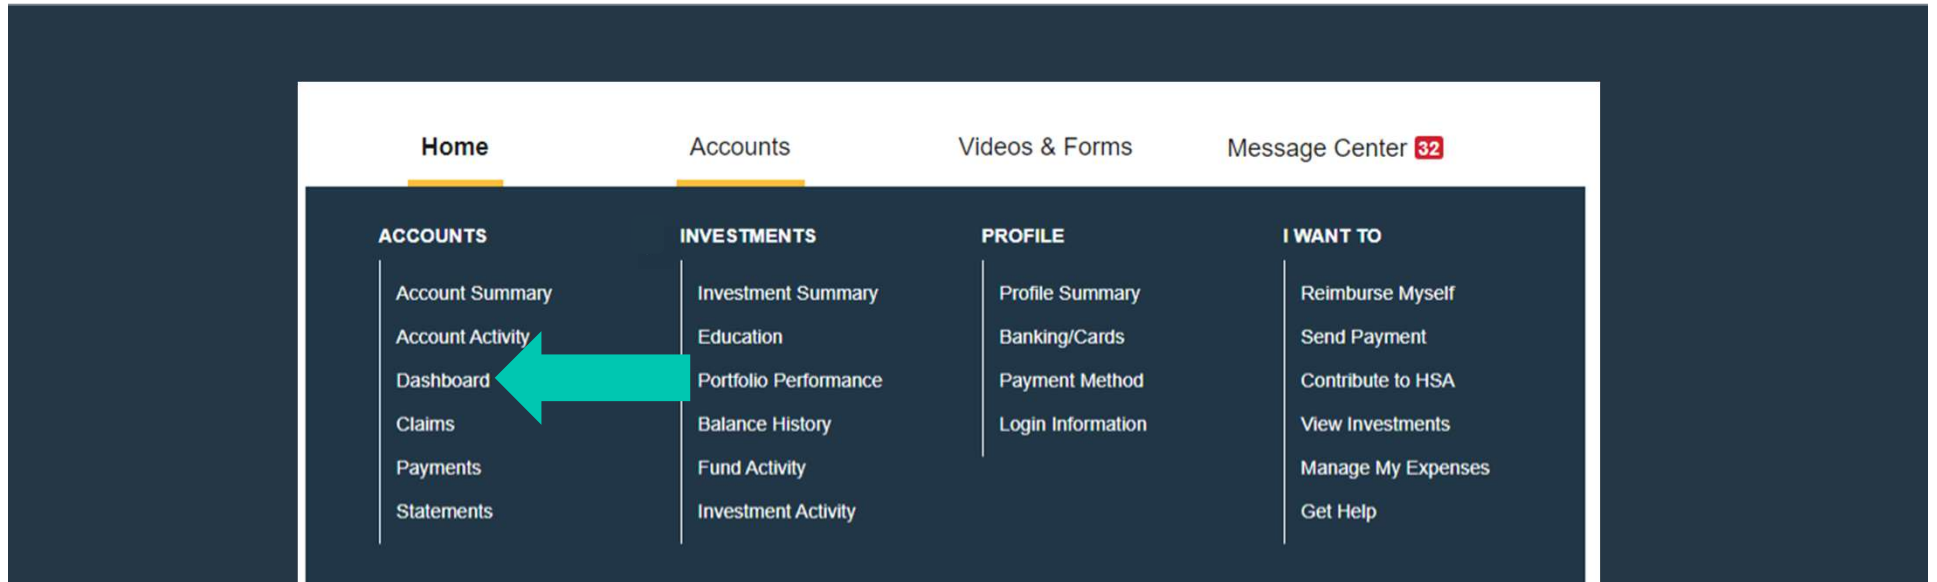 Home
Accounts
Videos & Forms
Message Center 32
ACCOUNTS
Account Summary
Account Activity
Dashboard
Claims
Payments
Statements
INVESTMENTS
Investment Summary
Education
Portfolio Performance
Balance History
Fund Activity
Investment Activity
PROFILE
Profile Summary
Banking/Cards
Payment Method
Login Information
I WANT TO
Reimburse Myself
Send Payment
Contribute to HSA
View Investments
Manage My Expenses
Get Help